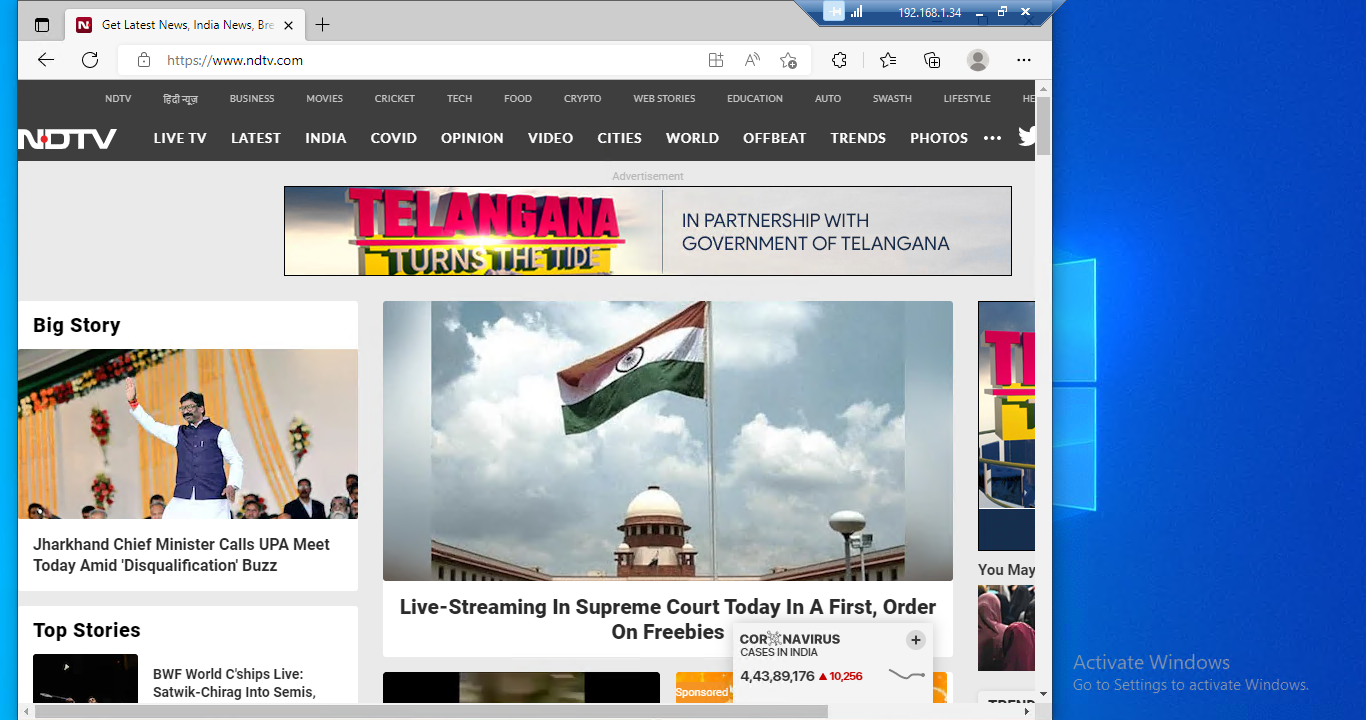 Get Latest News, India News, Bre
192.168.1.34
https://www.ndtv.com
NDTV हिंदी न्यूज़ BUSINESS MOVIES CRICKET TECH FOOD CRYPTO WEB STORIES EDUCATION AUTO SWASTH LIFESTYLE HE
NDTV LIVE TV LATEST INDIA COVID OPINION VIDEO CITIES WORLD OFFBEAT TRENDS PHOTOS
Advertisement
TELANGANA
TURNS THE TIDE
IN PARTNERSHIP WITH
GOVERNMENT OF TELANGANA
Big Story
Jharkhand Chief Minister Calls UPA Meet
Today Amid 'Disqualification' Buzz
Top Stories
BWF World C'ships Live:
Satwik-Chirag Into Semis,
Live-Streaming In Supreme Court Today In A First, Order
On Freebies
Sponsored
CORONAVIRUS
CASES IN INDIA
4,43,89,176 ▲ 10,256
TE
You May
TREND
Activate Windows
Go to Settings to activate Windows.